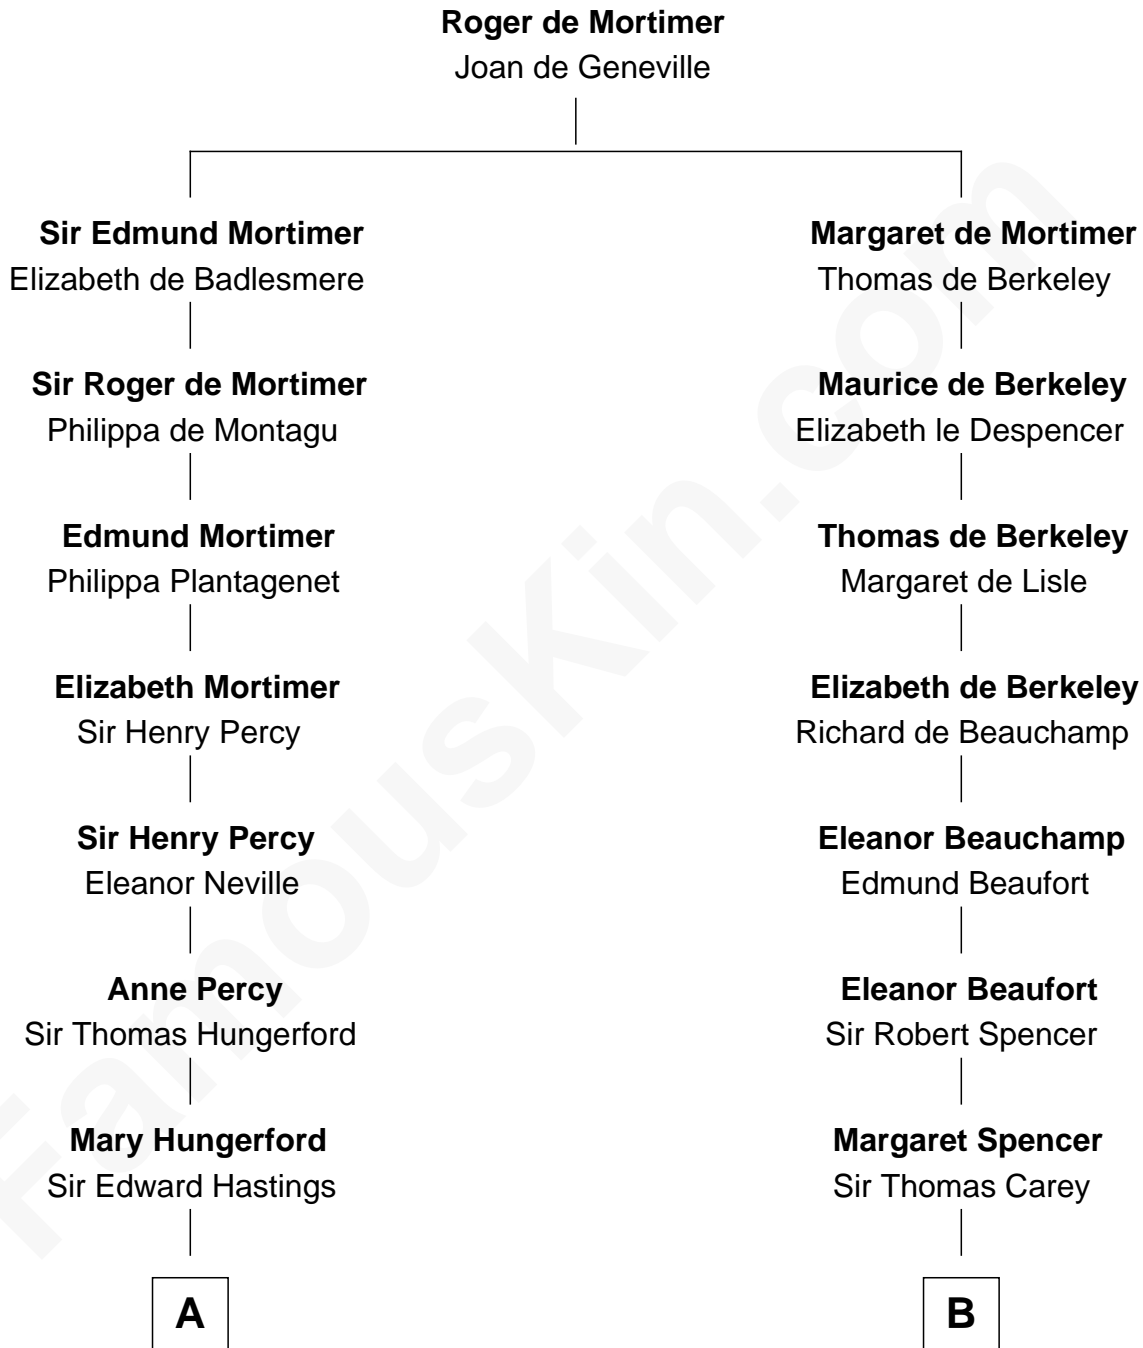 Roger de Mortimer
Joan de Geneville
Sir Edmund Mortimer
Elizabeth de Badlesmere
Margaret de Mortimer
Thomas de Berkeley
Sir Roger de Mortimer
Philippa de Montagu
Maurice de Berkeley
Elizabeth le Despencer
Edmund Mortimer
Philippa Plantagenet
Thomas de Berkeley
Margaret de Lisle
Elizabeth Mortimer
Sir Henry Percy
Elizabeth de Berkeley
Richard de Beauchamp
Sir Henry Percy
Eleanor Neville
Eleanor Beauchamp
Edmund Beaufort
Anne Percy
Sir Thomas Hungerford
Eleanor Beaufort
Sir Robert Spencer
Mary Hungerford
Sir Edward Hastings
Margaret Spencer
Sir Thomas Carey
A
B
FamousKin.com